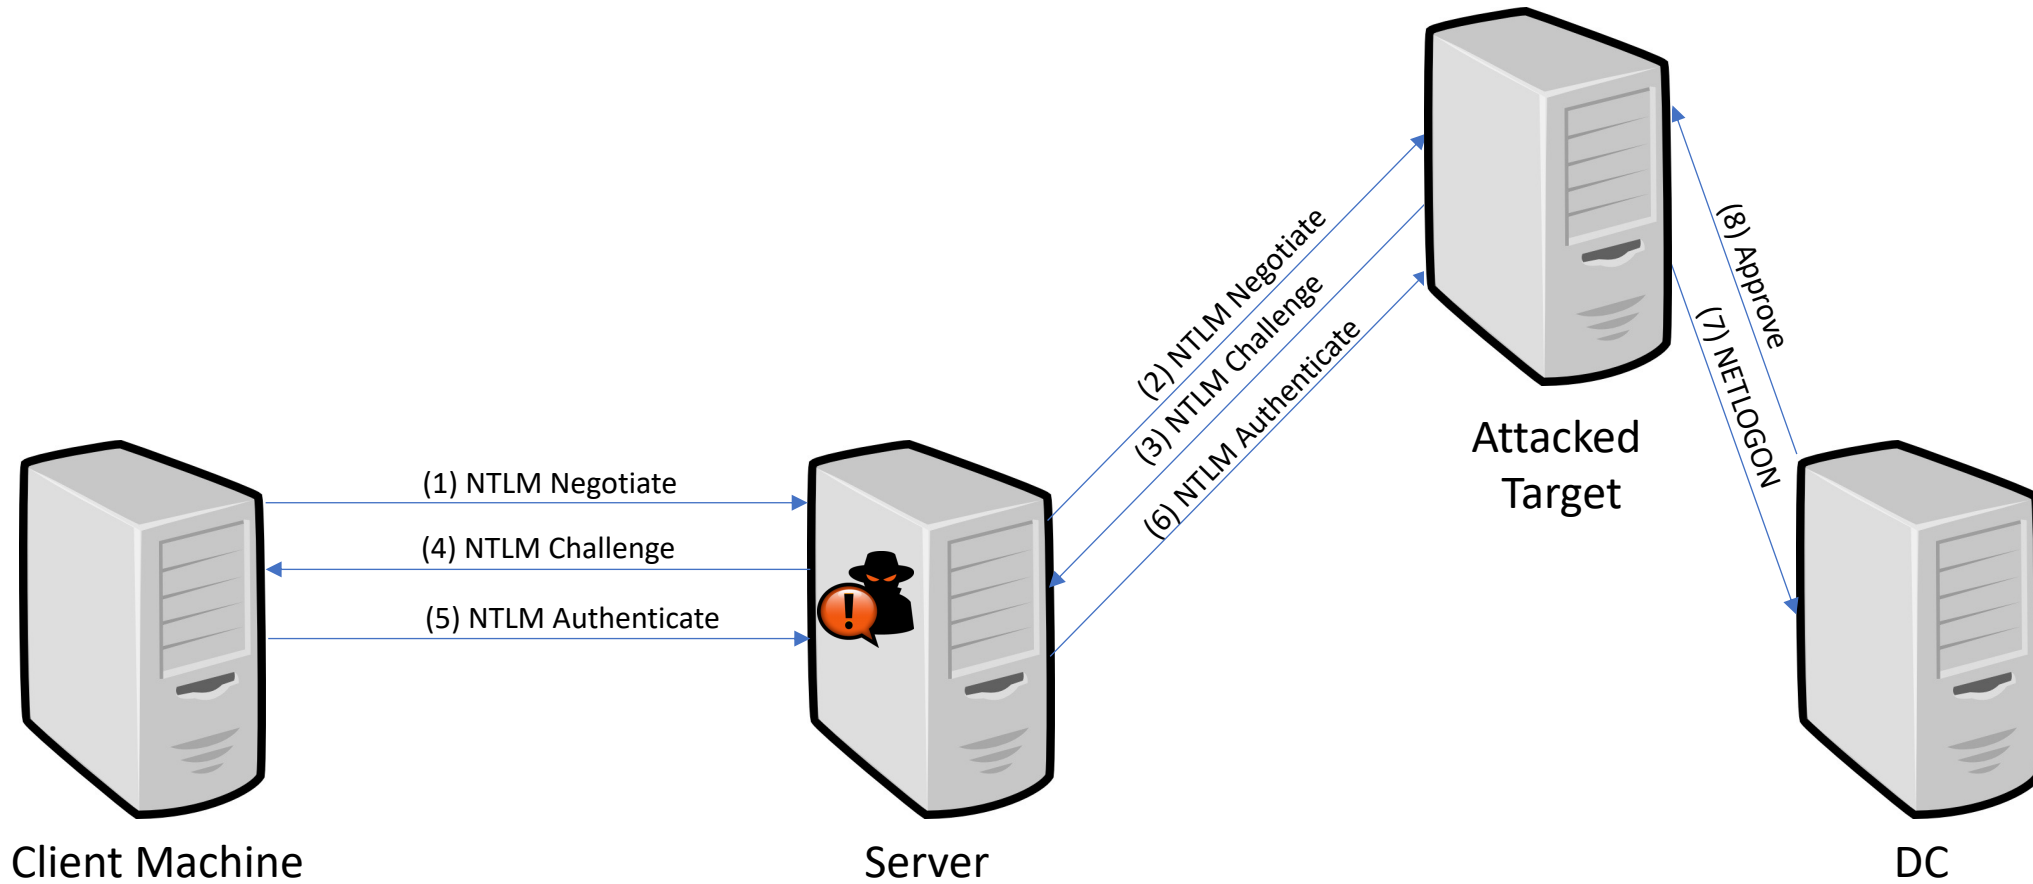 (1) NTLM Negotiate
(4) NTLM Challenge
(5) NTLM Authenticate
(2) NTLM Negotiate
(3) NTLM Challenge
(6) NTLM Authenticate
(8) Approve
(7) NETLOGON
!
Attacked
Target
Client Machine
Server
DC